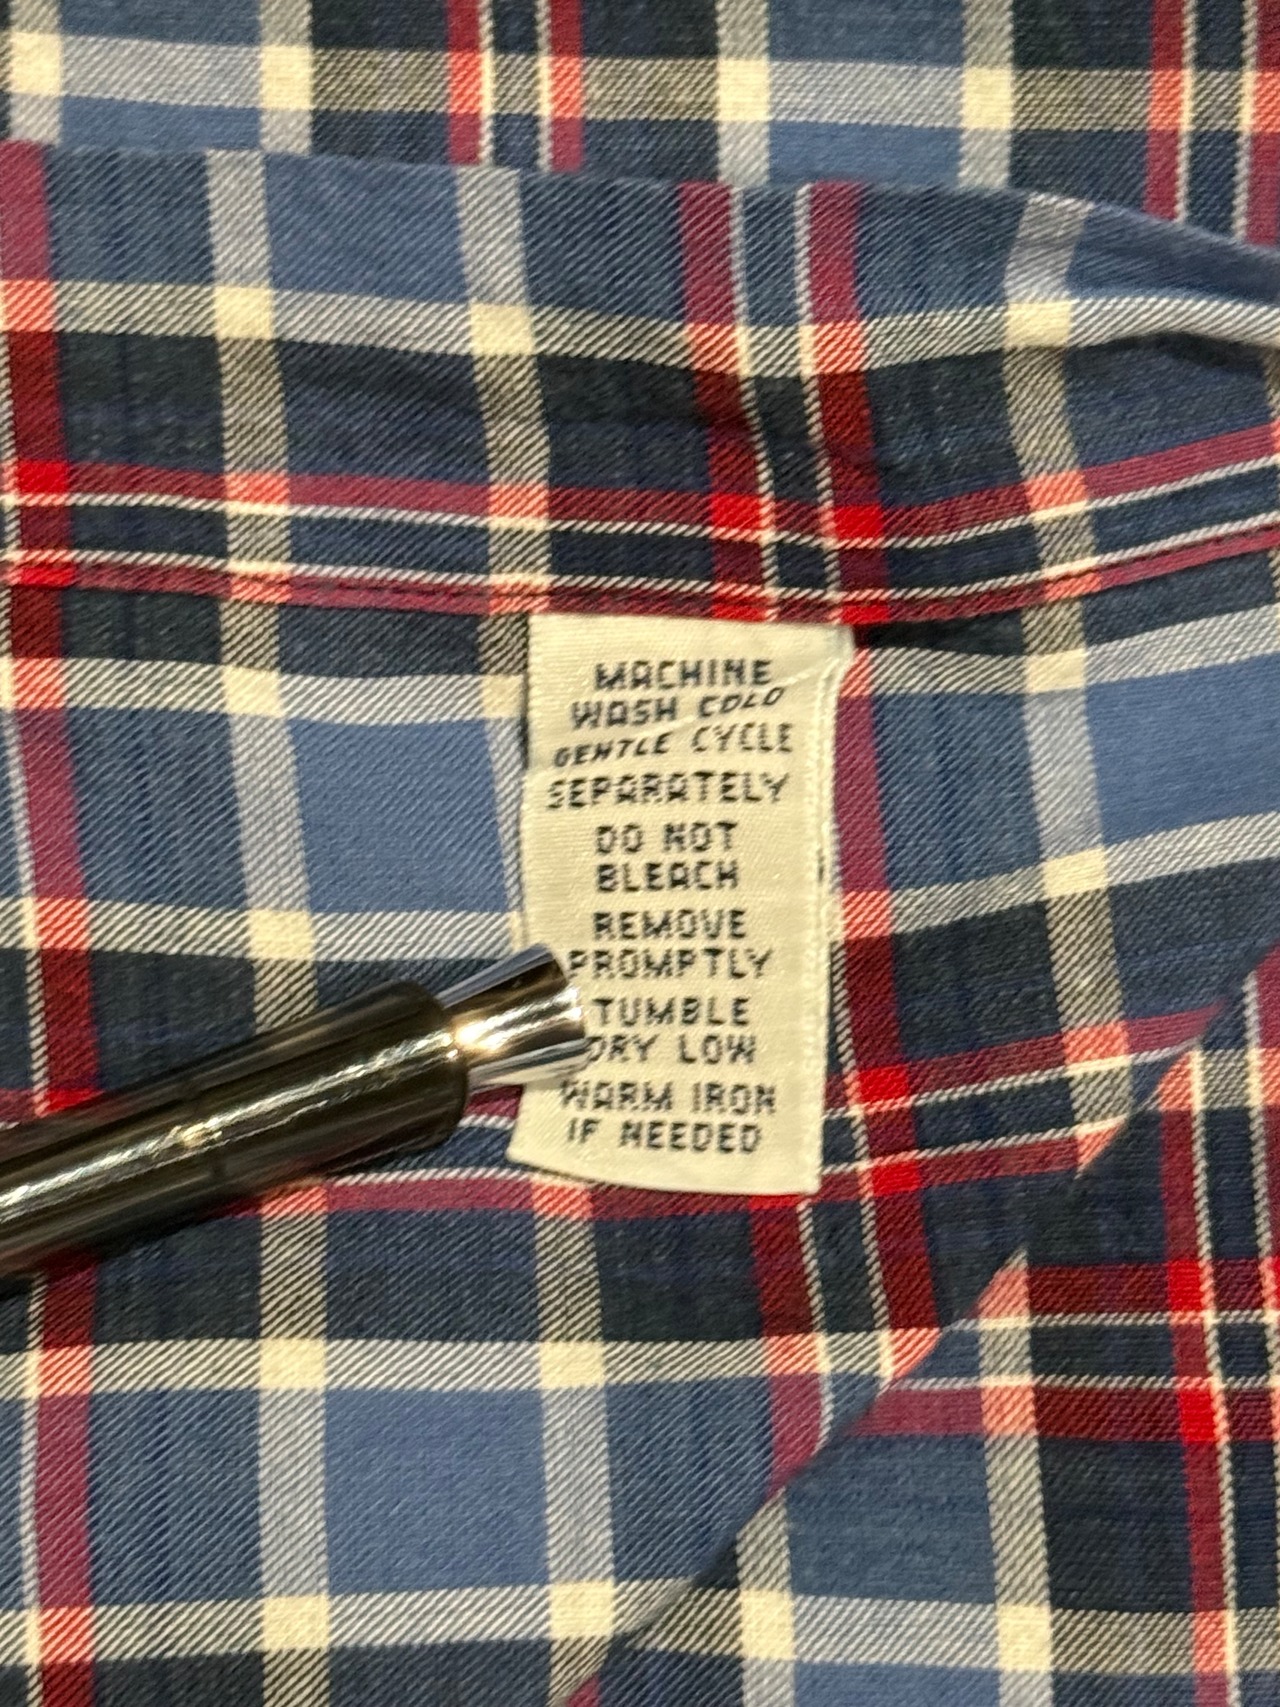 MACHINE
WASH COLD
GENTLE CYCLE
SEPARATELY
DO NOT
BLEACH
REMOVE
PROMPTLY
TUMBLE
DRY LOW
WARM IRON
IF NEEDED